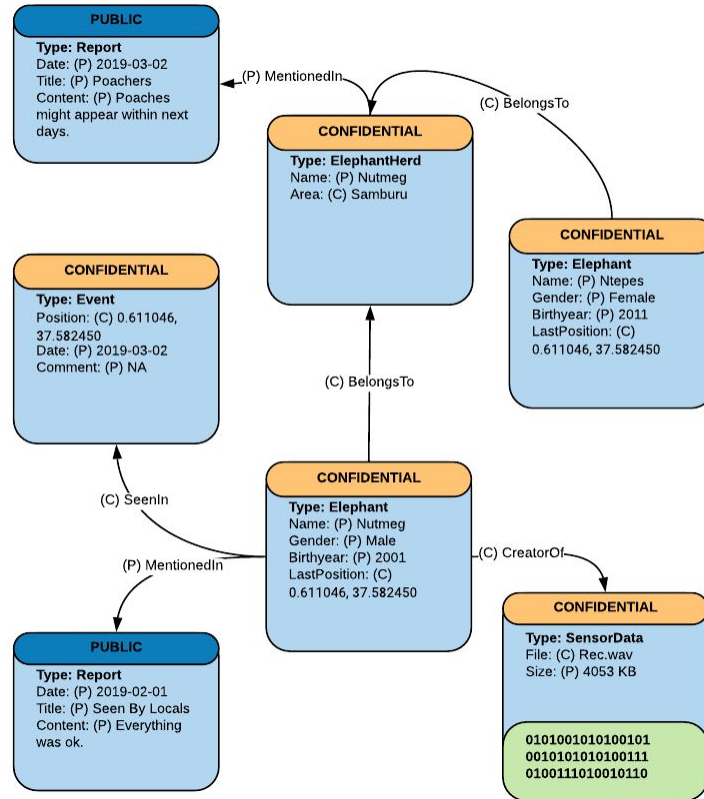 PUBLIC
Type: Report
Date: (P) 2019-03-02
Title: (P) Poachers
Content: (P) Poaches
might appear within next
days.
(P) MentionedIn
(C) BelongsTo
CONFIDENTIAL
Type: ElephantHerd
Name: (P) Nutmeg
Area: (C) Samburu
CONFIDENTIAL
Type: Elephant
Name: (P) Ntepes
Gender: (P) Female
Birthyear: (P) 2011
LastPosition: (C)
0.611046, 37.582450
CONFIDENTIAL
Type: Event
Position: (C) 0.611046,
37.582450
Date: (P) 2019-03-02
Comment: (P) NA
(C) BelongsTo
(C) SeenIn
(P) MentionedIn
CONFIDENTIAL
Type: Elephant
Name: (P) Nutmeg
Gender: (P) Male
Birthyear: (P) 2001
LastPosition: (C)
0.611046, 37.582450
(C) CreatorOf
PUBLIC
Type: Report
Date: (P) 2019-02-01
Title: (P) Seen By Locals
Content: (P) Everything
was ok.
CONFIDENTIAL
Type: SensorData
File: (C) Rec.wav
Size: (P) 4053 KB
0101001010100101
0010101010100111
0100111010010110